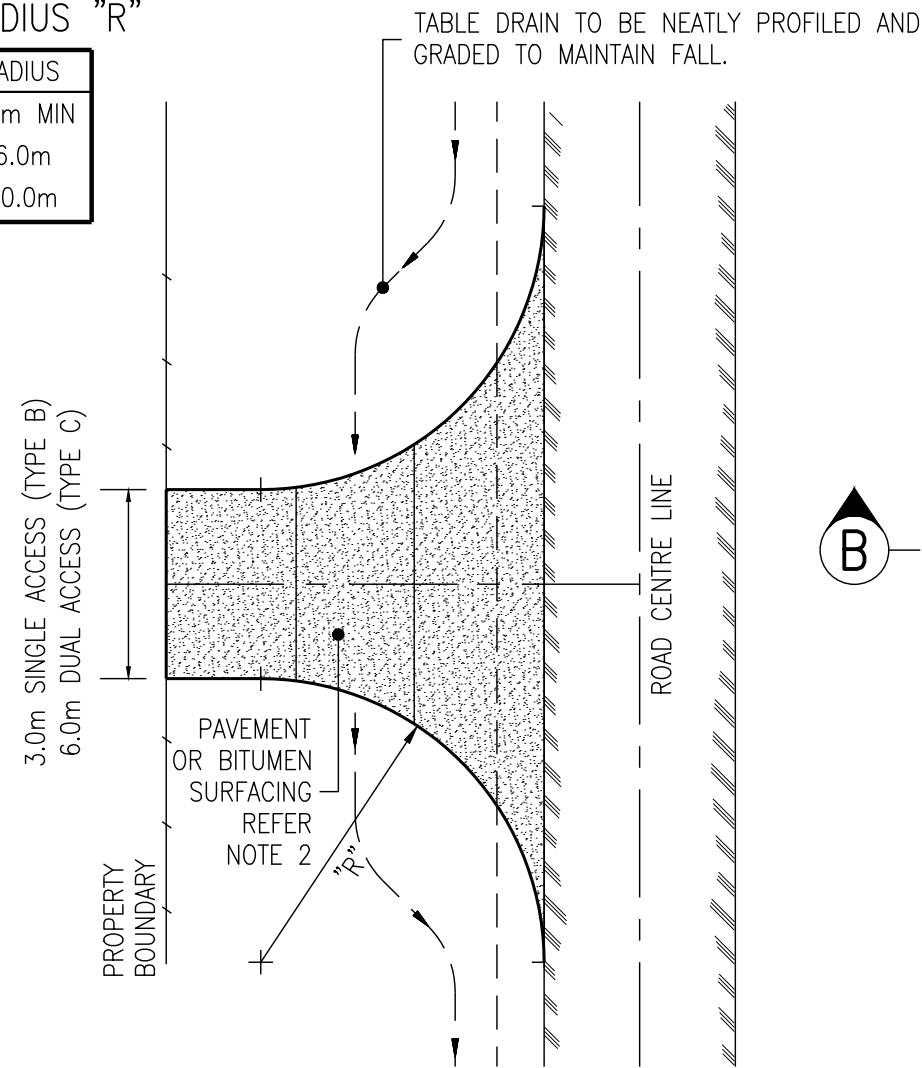 DIUS "R"
ADIUS
m MIN
6.0m
0.0m
TABLE DRAIN TO BE NEATLY PROFILED AND
GRADED TO MAINTAIN FALL.
3.0m SINGLE ACCESS (TYPE B)
6.0m DUAL ACCESS (TYPE C)
ROAD CENTRE LINE
B
PAVEMENT
OR BITUMEN
SURFACING
REFER
NOTE 2
"R"
PROPERTY
BOUNDARY